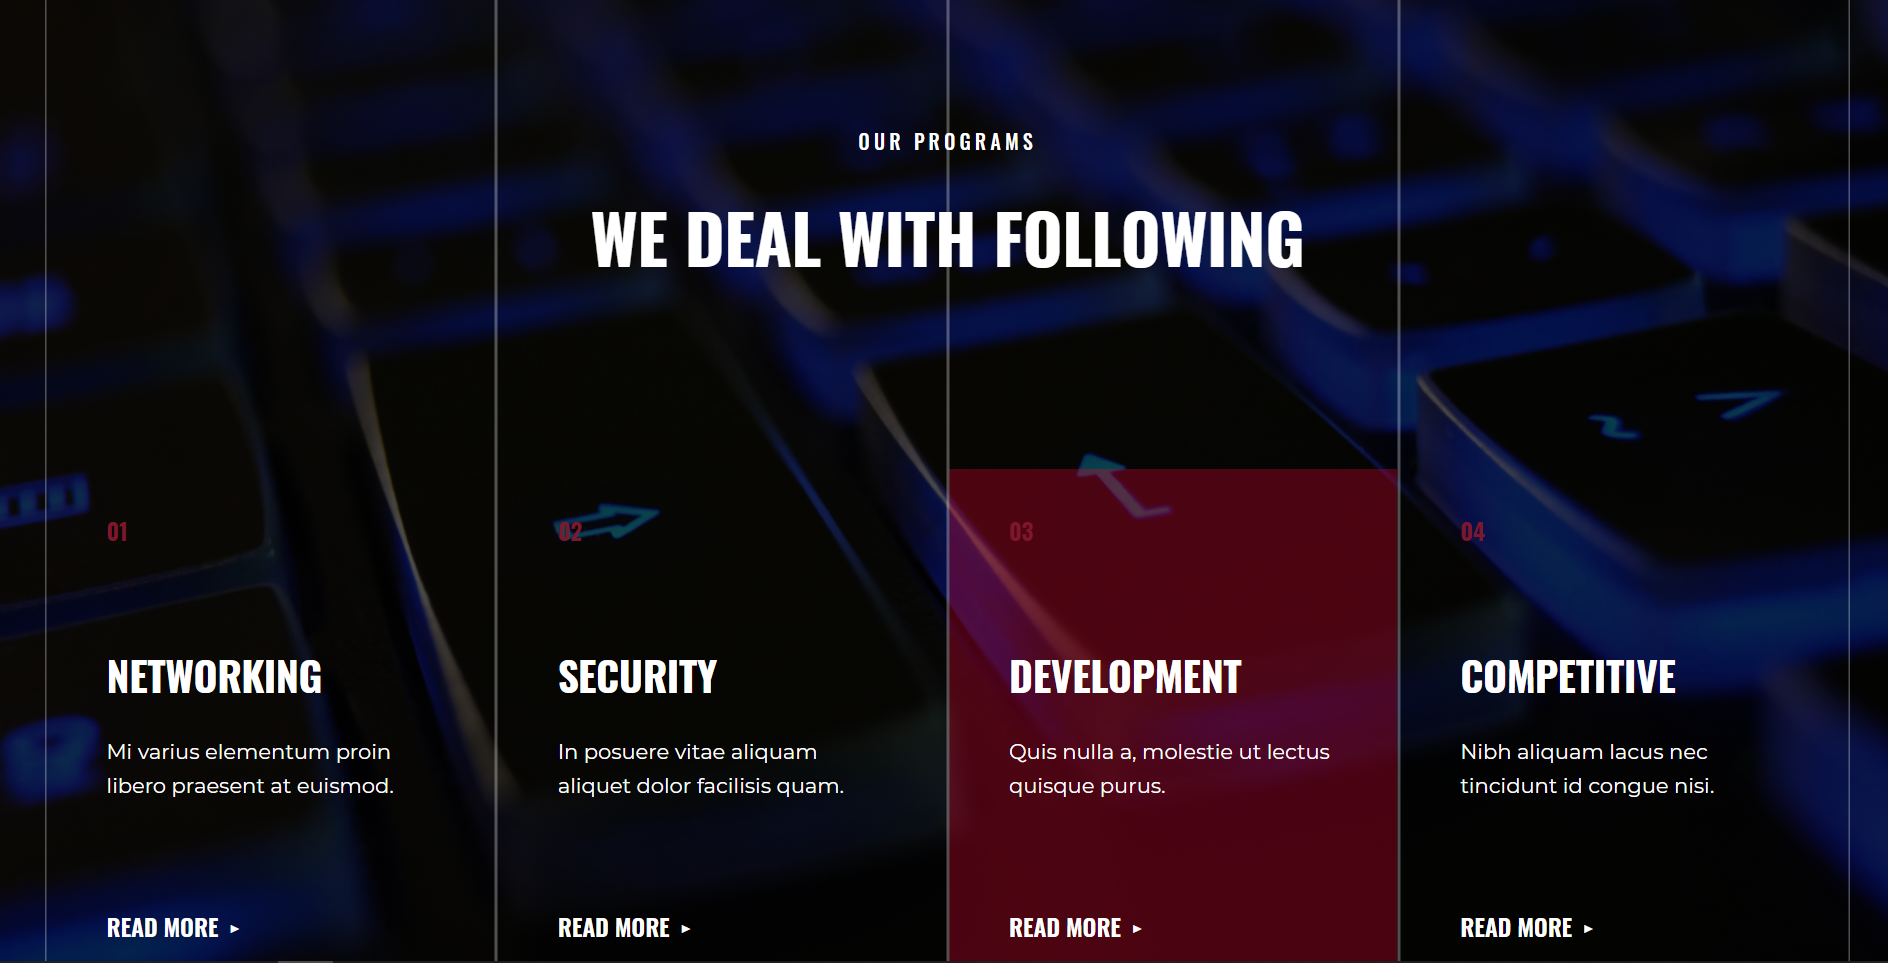 OUR PROGRAMS
WE DEAL WITH FOLLOWING
01
NETWORKING
Mi varius elementum proin
libero praesent at euismod.
READ MORE ▸
02
SECURITY
In posuere vitae aliquam
aliquet dolor facilisis quam.
READ MORE ▸
03
DEVELOPMENT
Quis nulla a, molestie ut lectus
quisque purus.
READ MORE ▸
04
COMPETITIVE
Nibh aliquam lacus nec
tincidunt id congue nisi.
READ MORE ▸